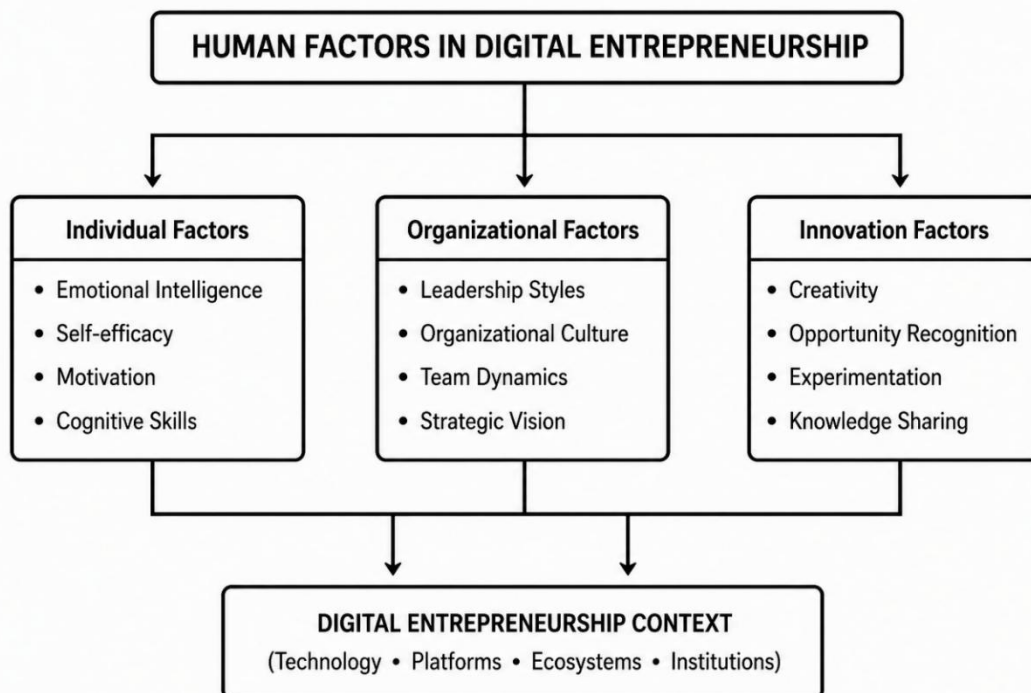 HUMAN FACTORS IN DIGITAL ENTREPRENEURSHIP
Individual Factors
• Emotional Intelligence
• Self-efficacy
• Motivation
• Cognitive Skills
Organizational Factors
• Leadership Styles
• Organizational Culture
• Team Dynamics
• Strategic Vision
Innovation Factors
• Creativity
• Opportunity Recognition
• Experimentation
• Knowledge Sharing
DIGITAL ENTREPRENEURSHIP CONTEXT
(Technology • Platforms • Ecosystems • Institutions)